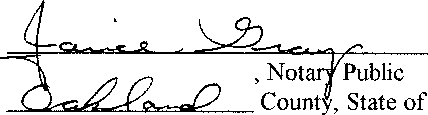 Janice Gray
, Notary Public
Oakland County, State of